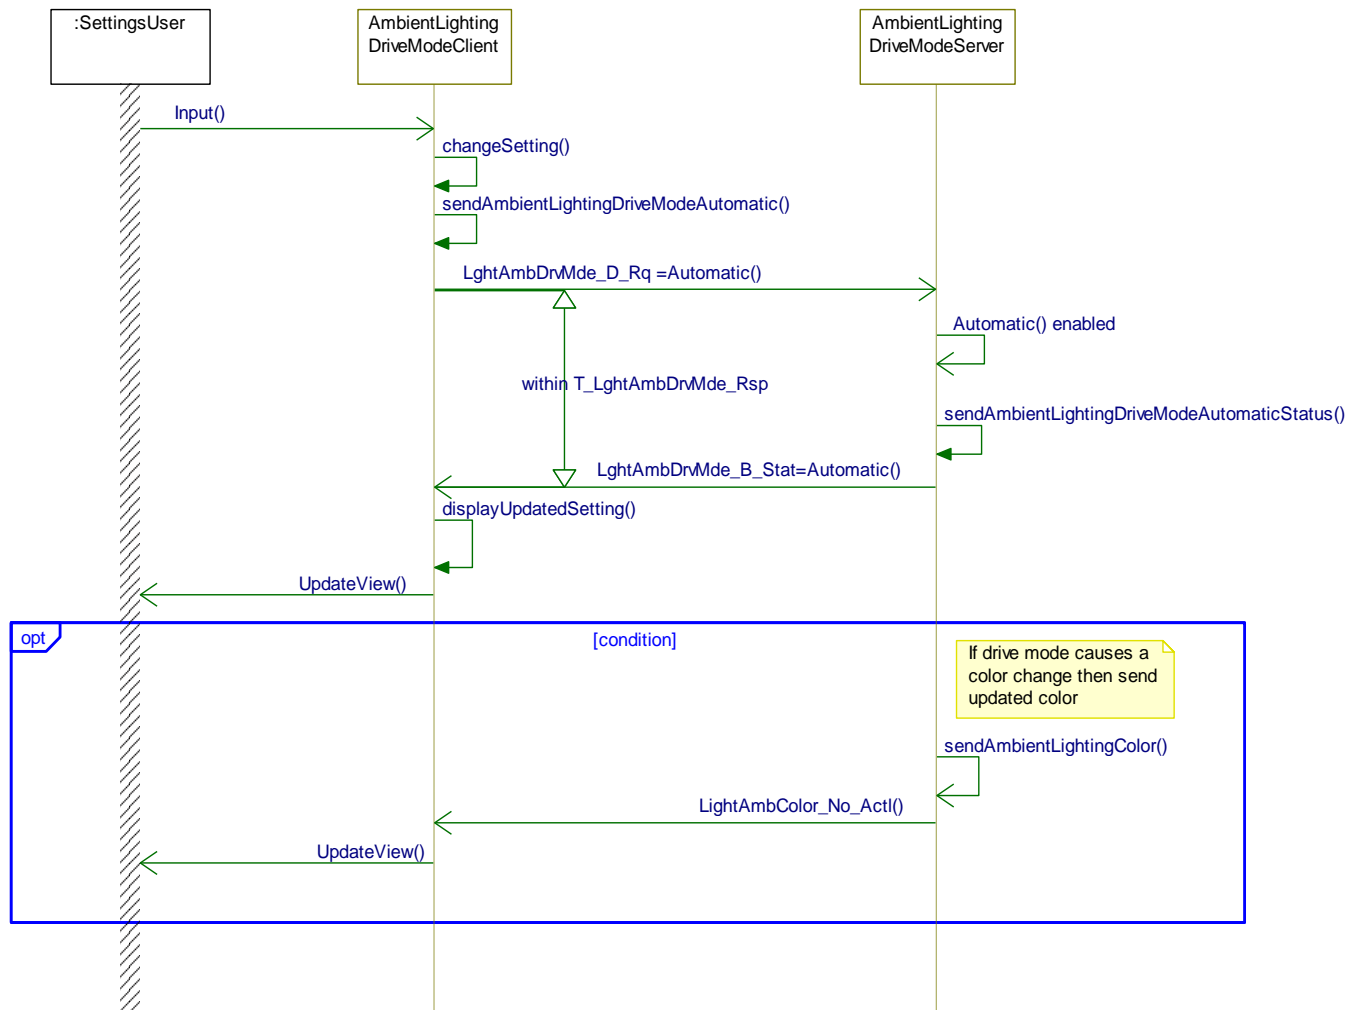 :SettingsUser
AmbientLighting
DriveModeClient
AmbientLighting
DriveModeServer
Input()
changeSetting()
sendAmbientLightingDriveModeAutomatic()
LghtAmbDrvMde_D_Rq =Automatic()
Automatic() enabled
within T_LghtAmbDrvMde_Rsp
sendAmbientLightingDriveModeAutomaticStatus()
LghtAmbDrvMde_B_Stat=Automatic()
displayUpdatedSetting()
UpdateView()
opt
[condition]
If drive mode causes a
color change then send
updated color
sendAmbientLightingColor()
LightAmbColor_No_Actl()
UpdateView()